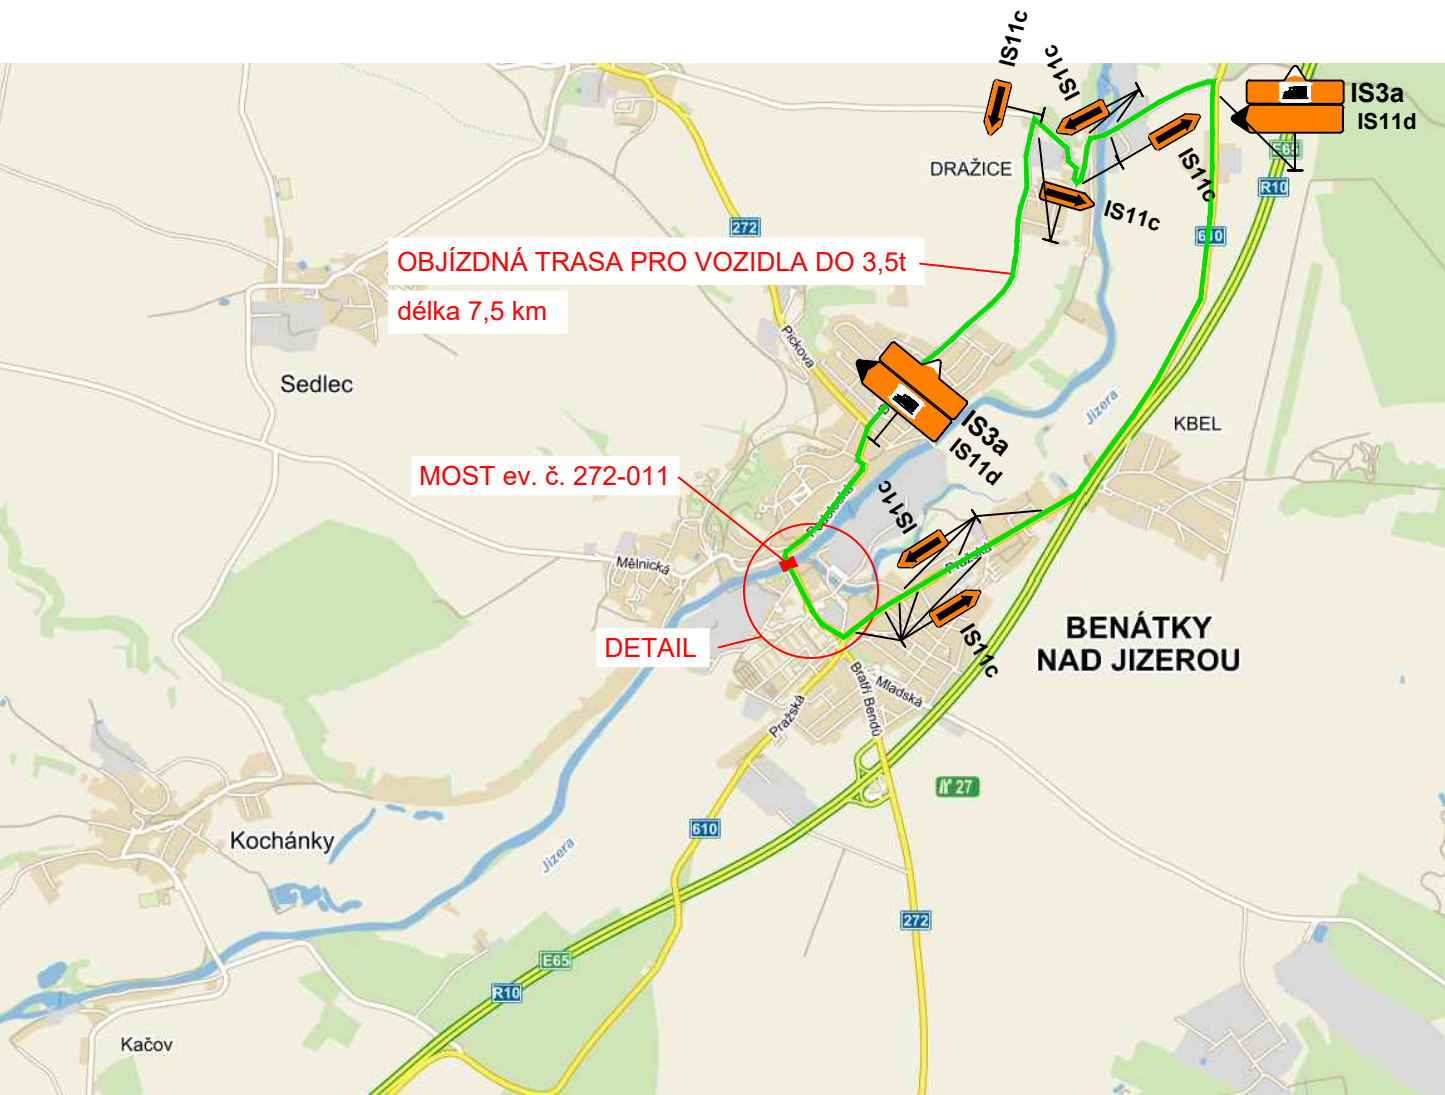 IS11c
IS11c
IS3a
IS11d
E65
R10
DRAŽICE
IS11c
IS11c
272
610
OBJÍZDNÁ TRASA PRO VOZIDLA DO 3,5t
délka 7,5 km
Pickova
Sedlec
Jizera
KBEL
IS3a
IS11d
MOST ev. č. 272-011
IS11c
Podolecká
Pražská
Mělnická
DETAIL
IS11c
BENÁTKY
NAD JIZEROU
Bratří Bendů
Mladská
Pražská
27
610
Kochánky
Jizera
272
E65
R10
Kačov